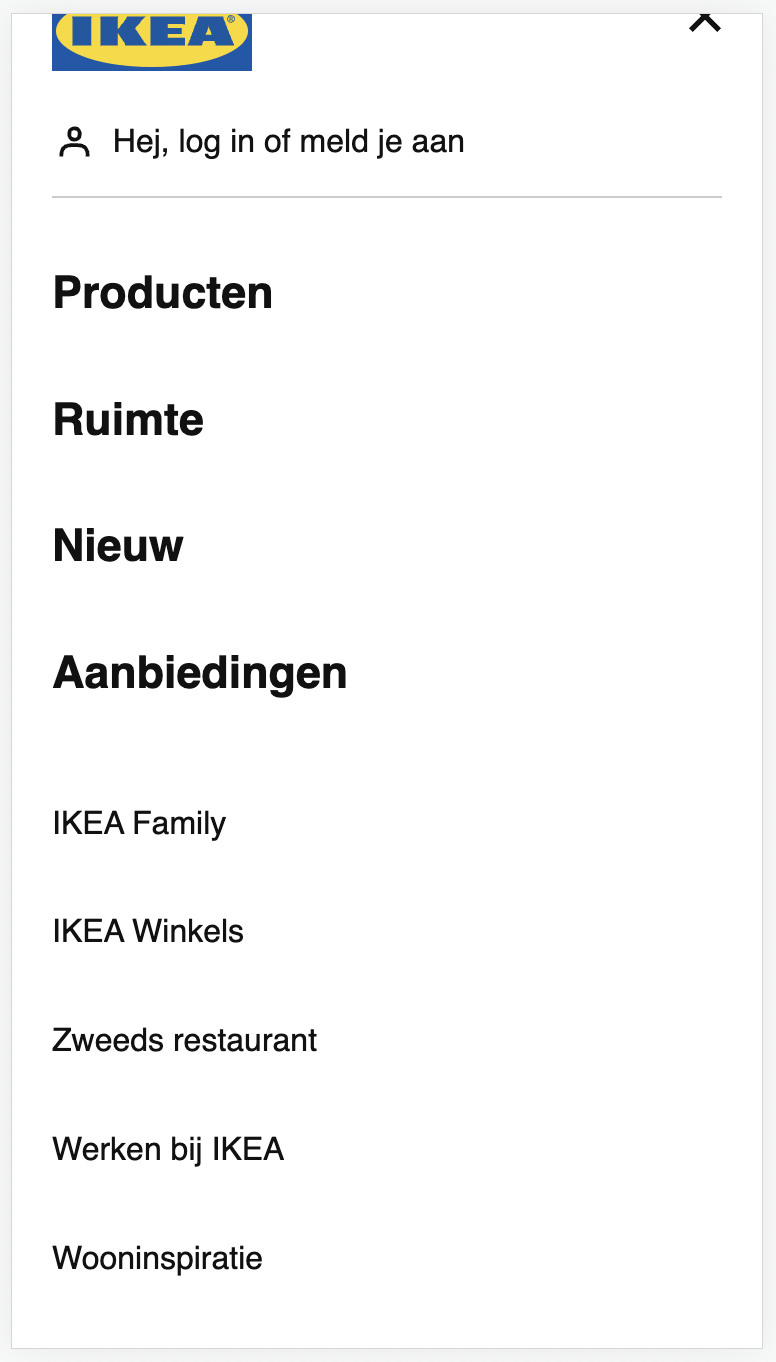 IKEA®
Hej, log in of meld je aan
Producten
Ruimte
Nieuw
Aanbiedingen
IKEA Family
IKEA Winkels
Zweeds restaurant
Werken bij IKEA
Wooninspiratie